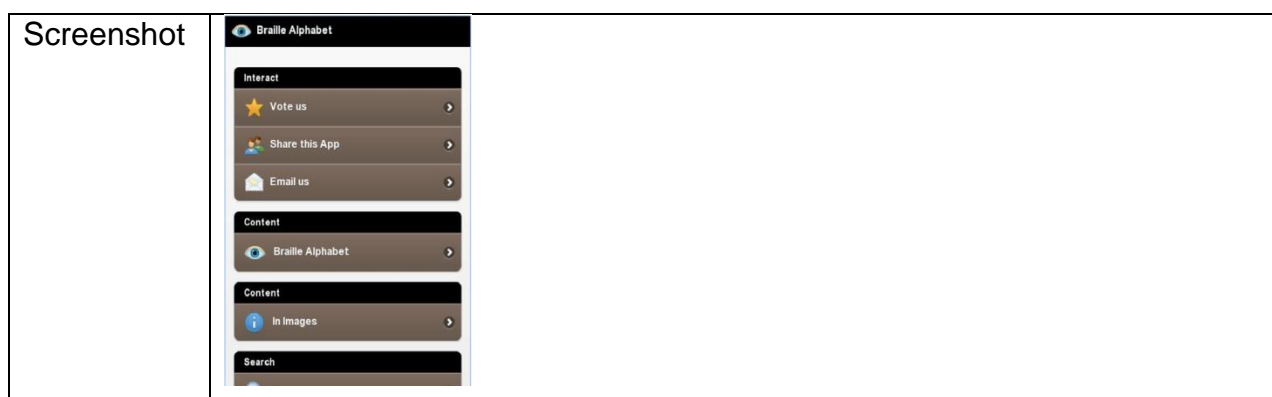 Screenshot
Braille Alphabet
Interact
Vote us
Share this App
Email us
Content
Braille Alphabet
Content
In Images
Search